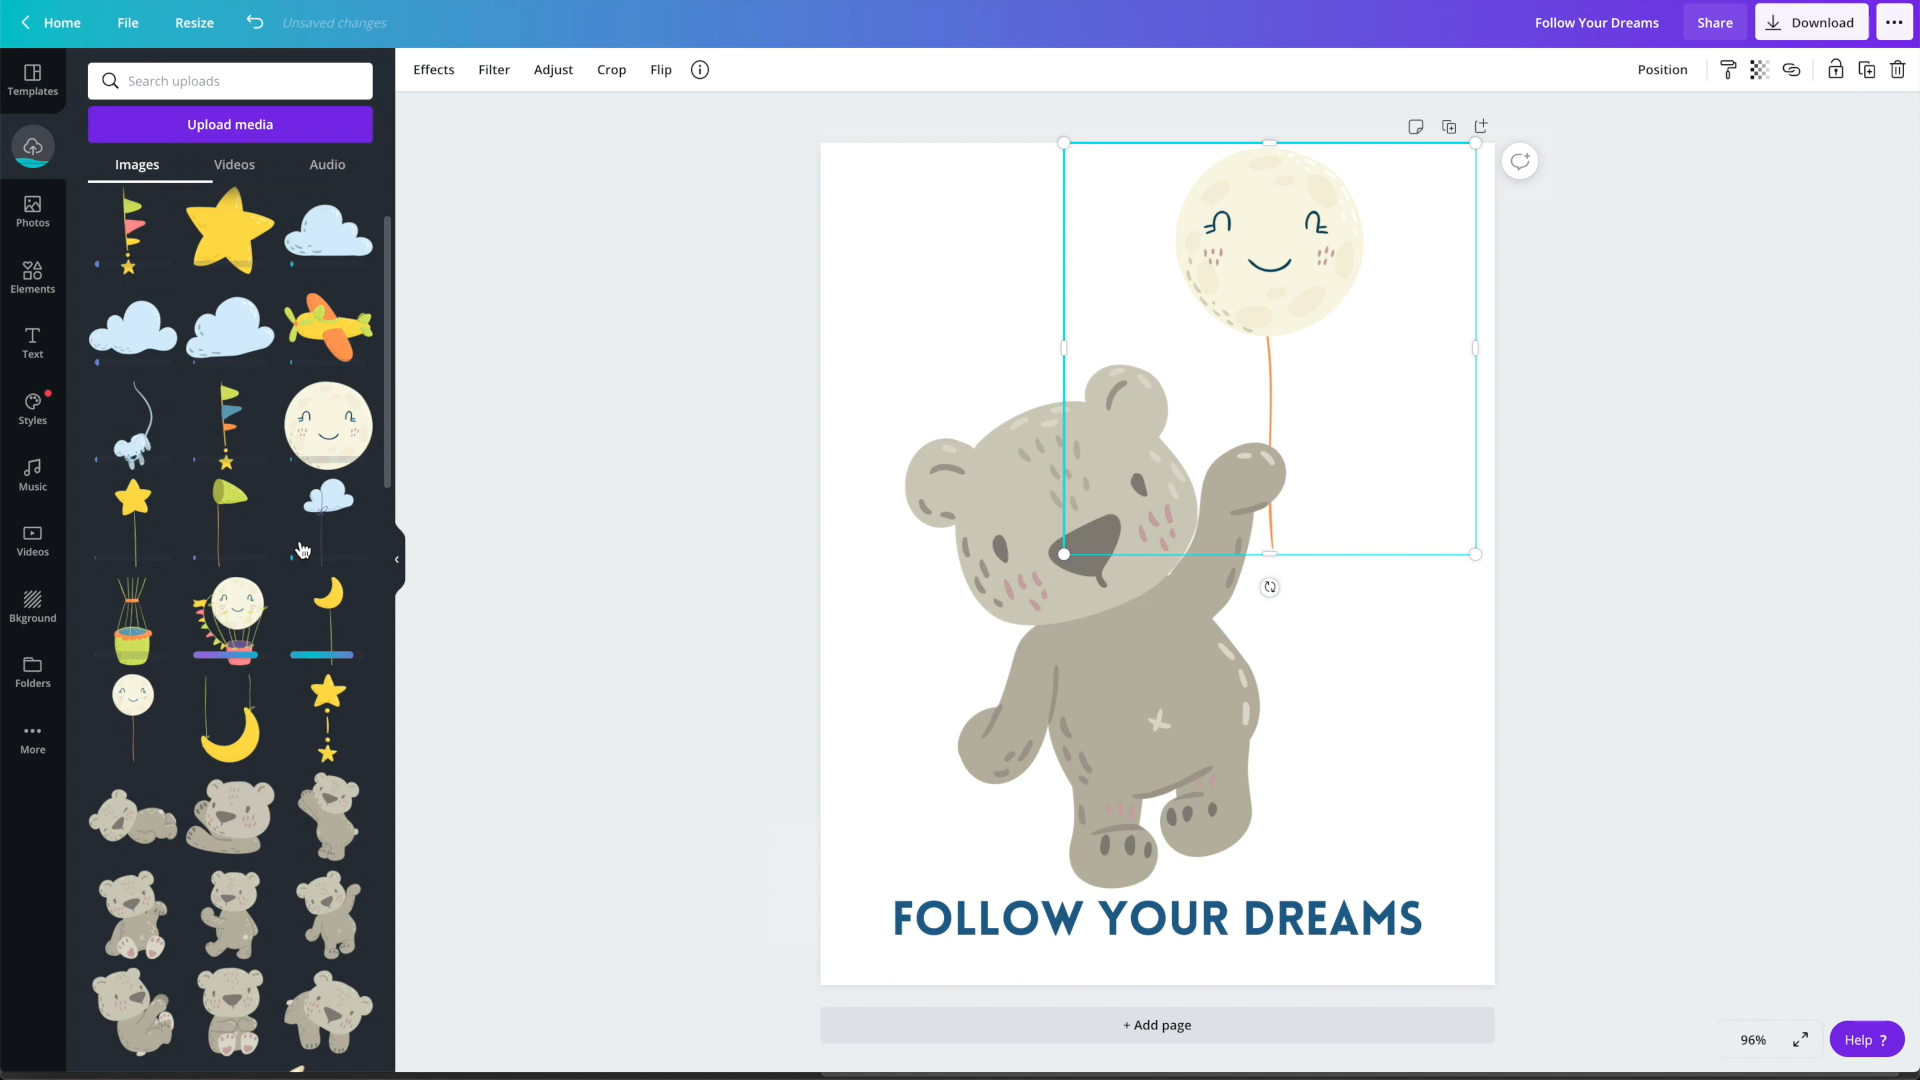 Home
File
Resize
Unsaved changes
Follow Your Dreams
Share
Download
Templates
Search uploads
Upload media
Images
Videos
Audio
Photos
Elements
Text
Styles
Music
Videos
Bkground
Folders
More
Effects
Filter
Adjust
Crop
Flip
Position
FOLLOW YOUR DREAMS
+ Add page
96%
Help ?